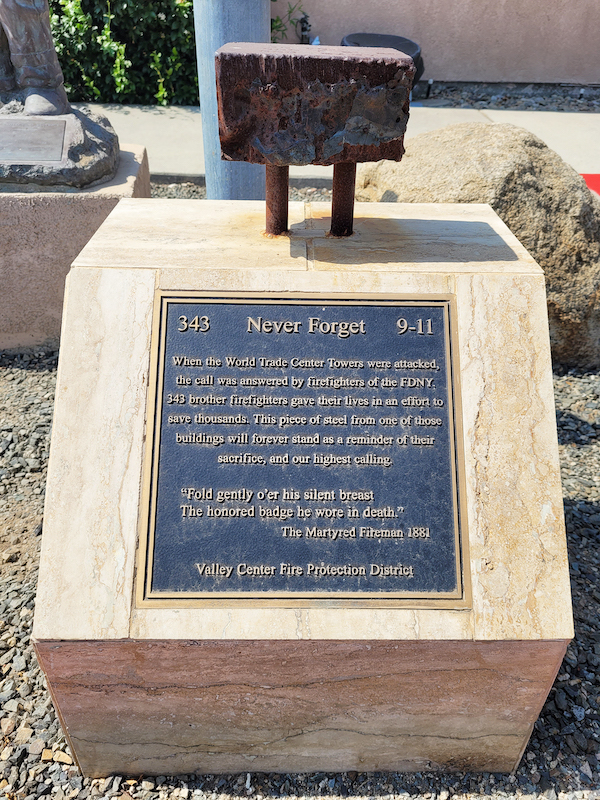 343 Never Forget 9-11
When the World Trade Center Towers were attacked,
the call was answered by firefighters of the FDNY.
343 brother firefighters gave their lives in an effort to
save thousands. This piece of steel from one of those
buildings will forever stand as a reminder of their
sacrifice, and our highest calling.
"Fold gently o'er his silent breast
The honored badge he wore in death."
The Martyred Fireman 1881
Valley Center Fire Protection District